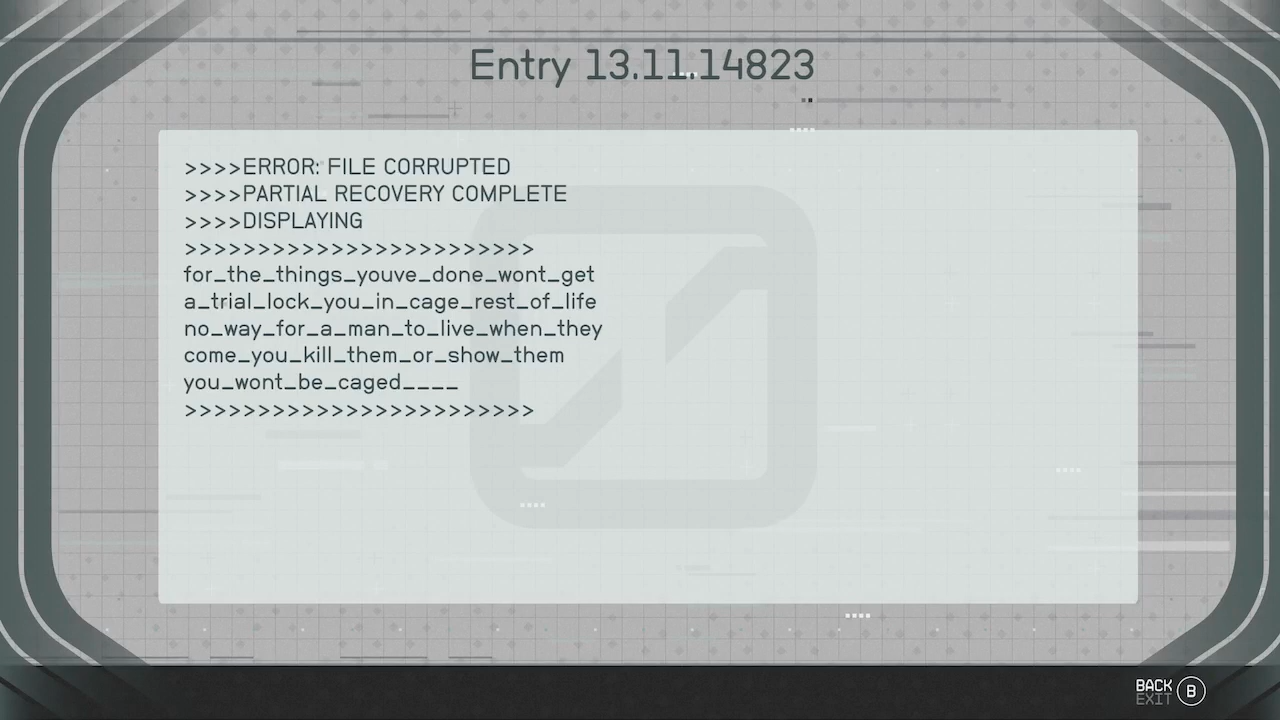 Entry 13.11.14823
>>>>ERROR: FILE CORRUPTED
>>>>PARTIAL RECOVERY COMPLETE
>>>>DISPLAYING
>>>>>>>>>>>>>>>>>>>>>>>>
for_the_things_youve_done_wont_get
a_trial_lock_you_in_cage_rest_of_life
no_way_for_a_man_to_live_when_they
come_you_kill_them_or_show_them
you_wont_be_caged____
>>>>>>>>>>>>>>>>>>>>>>>>
BACK B
EXIT